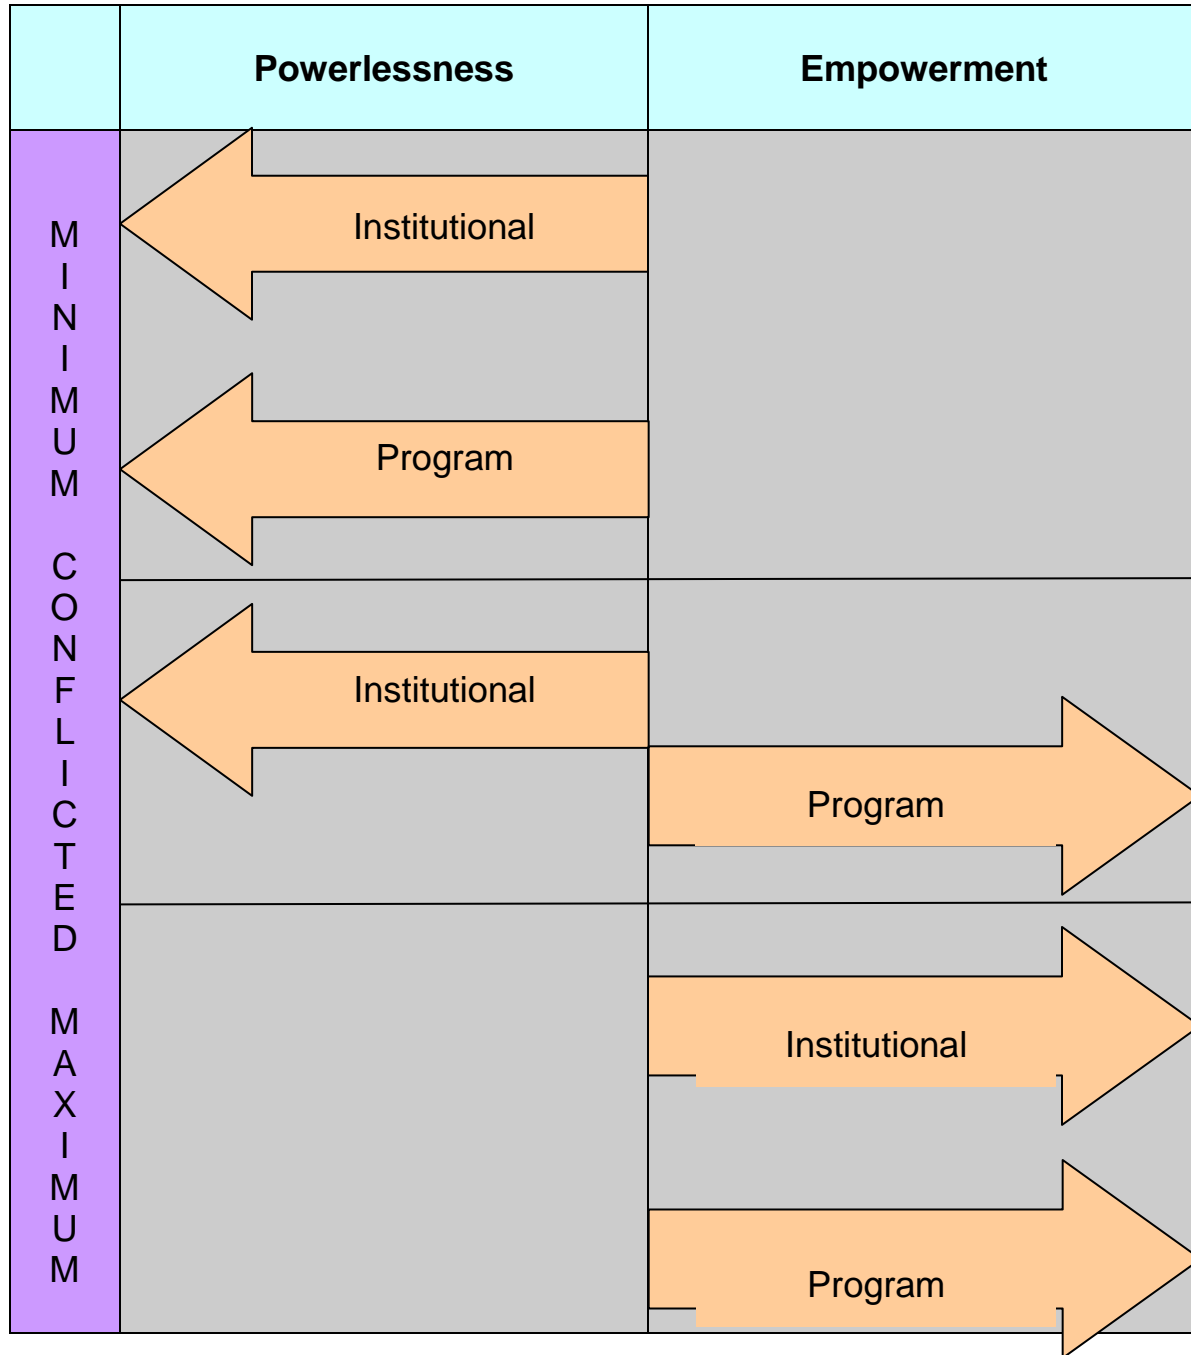 Powerlessness
Empowerment
MINIMUM CONFLICTED MAXIMUM
Institutional
Program
Institutional
Program
Institutional
Program